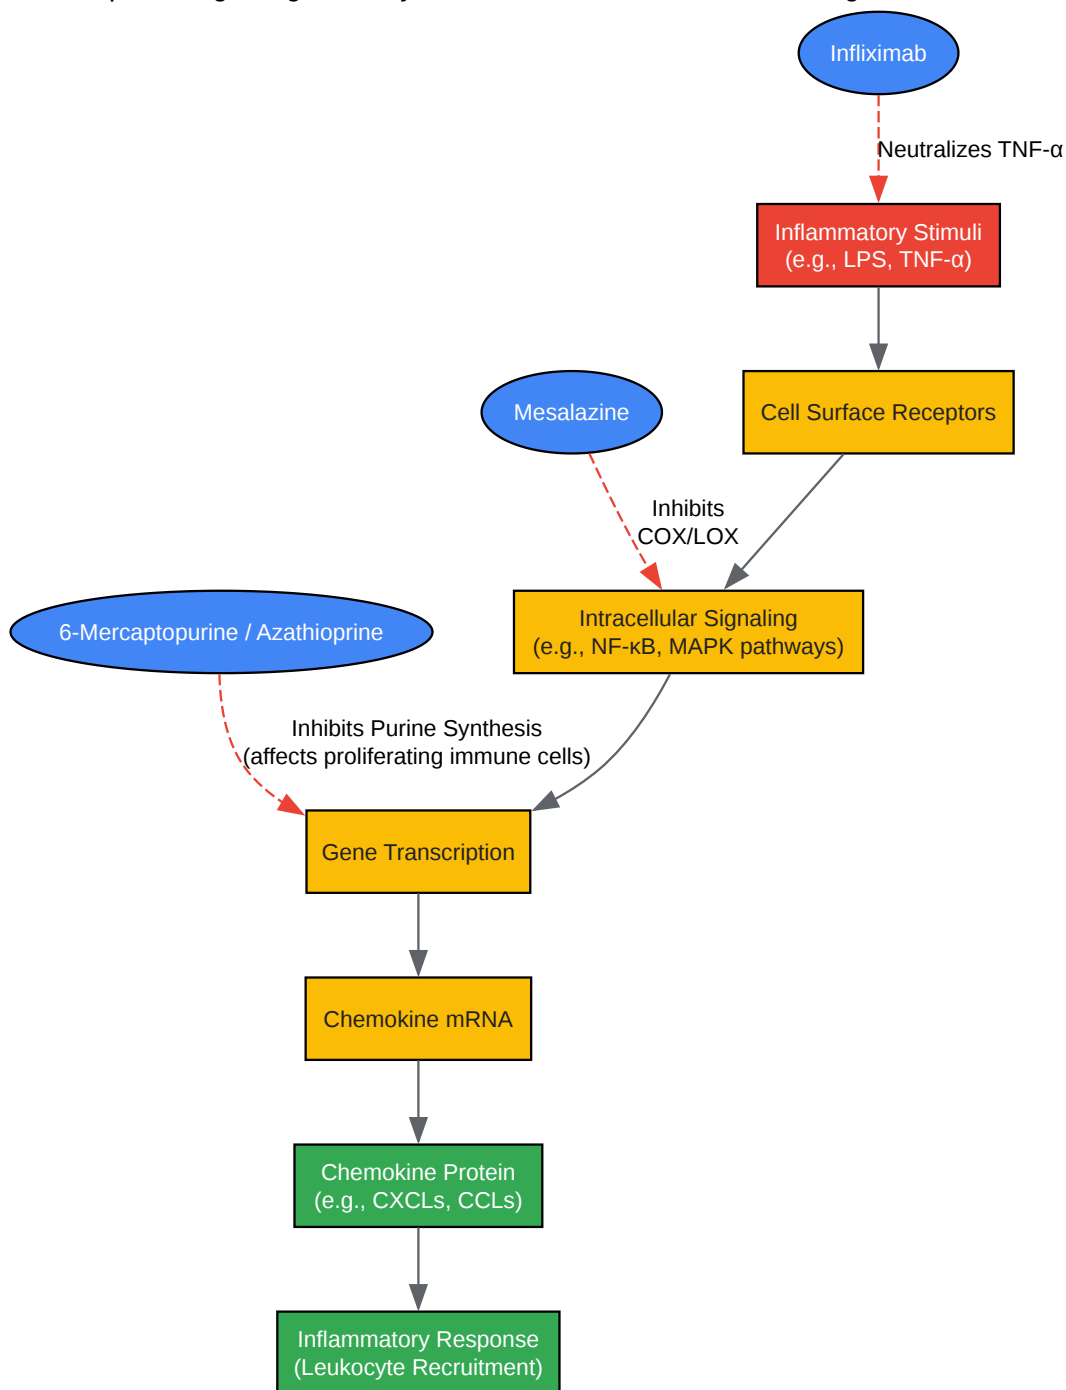 Infliximab
Neutralizes TNF-α
Inflammatory Stimuli
(e.g., LPS, TNF-α)
Mesalazine
Cell Surface Receptors
Inhibits
COX/LOX
6-Mercaptopurine / Azathioprine
Intracellular Signaling
(e.g., NF-κB, MAPK pathways)
Inhibits Purine Synthesis
(affects proliferating immune cells)
Gene Transcription
Chemokine mRNA
Chemokine Protein
(e.g., CXCLs, CCLs)
Inflammatory Response
(Leukocyte Recruitment)